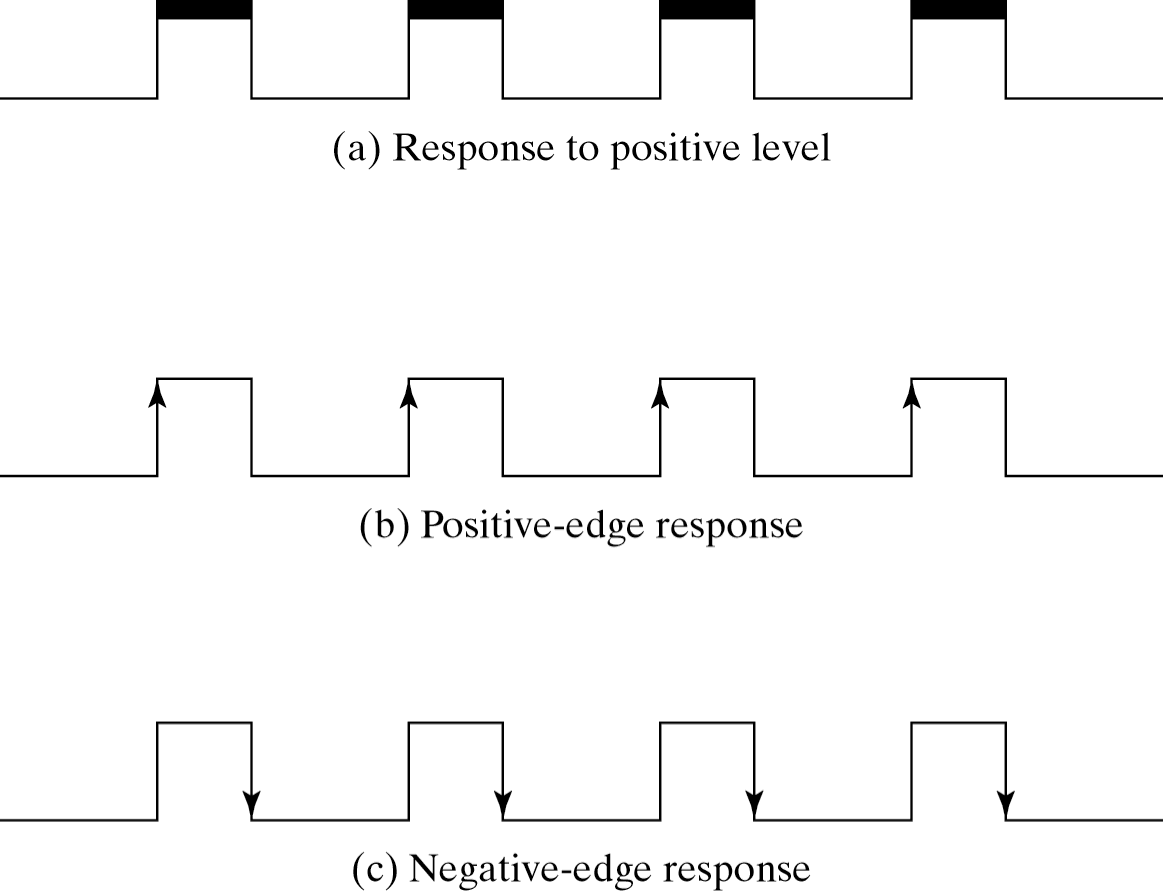 (a) Response to positive level
(b) Positive-edge response
(c) Negative-edge response